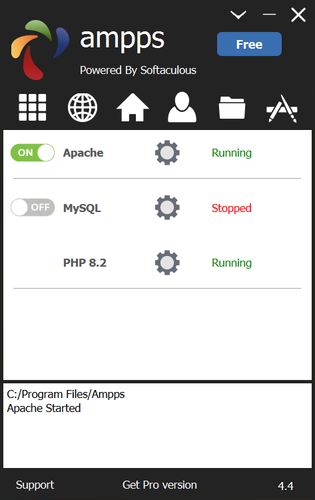 ampps
Free
Powered By Softaculous
ON Apache Running
OFF MySQL Stopped
PHP 8.2 Running
C:/Program Files/Ampps
Apache Started
Support Get Pro version 4.4